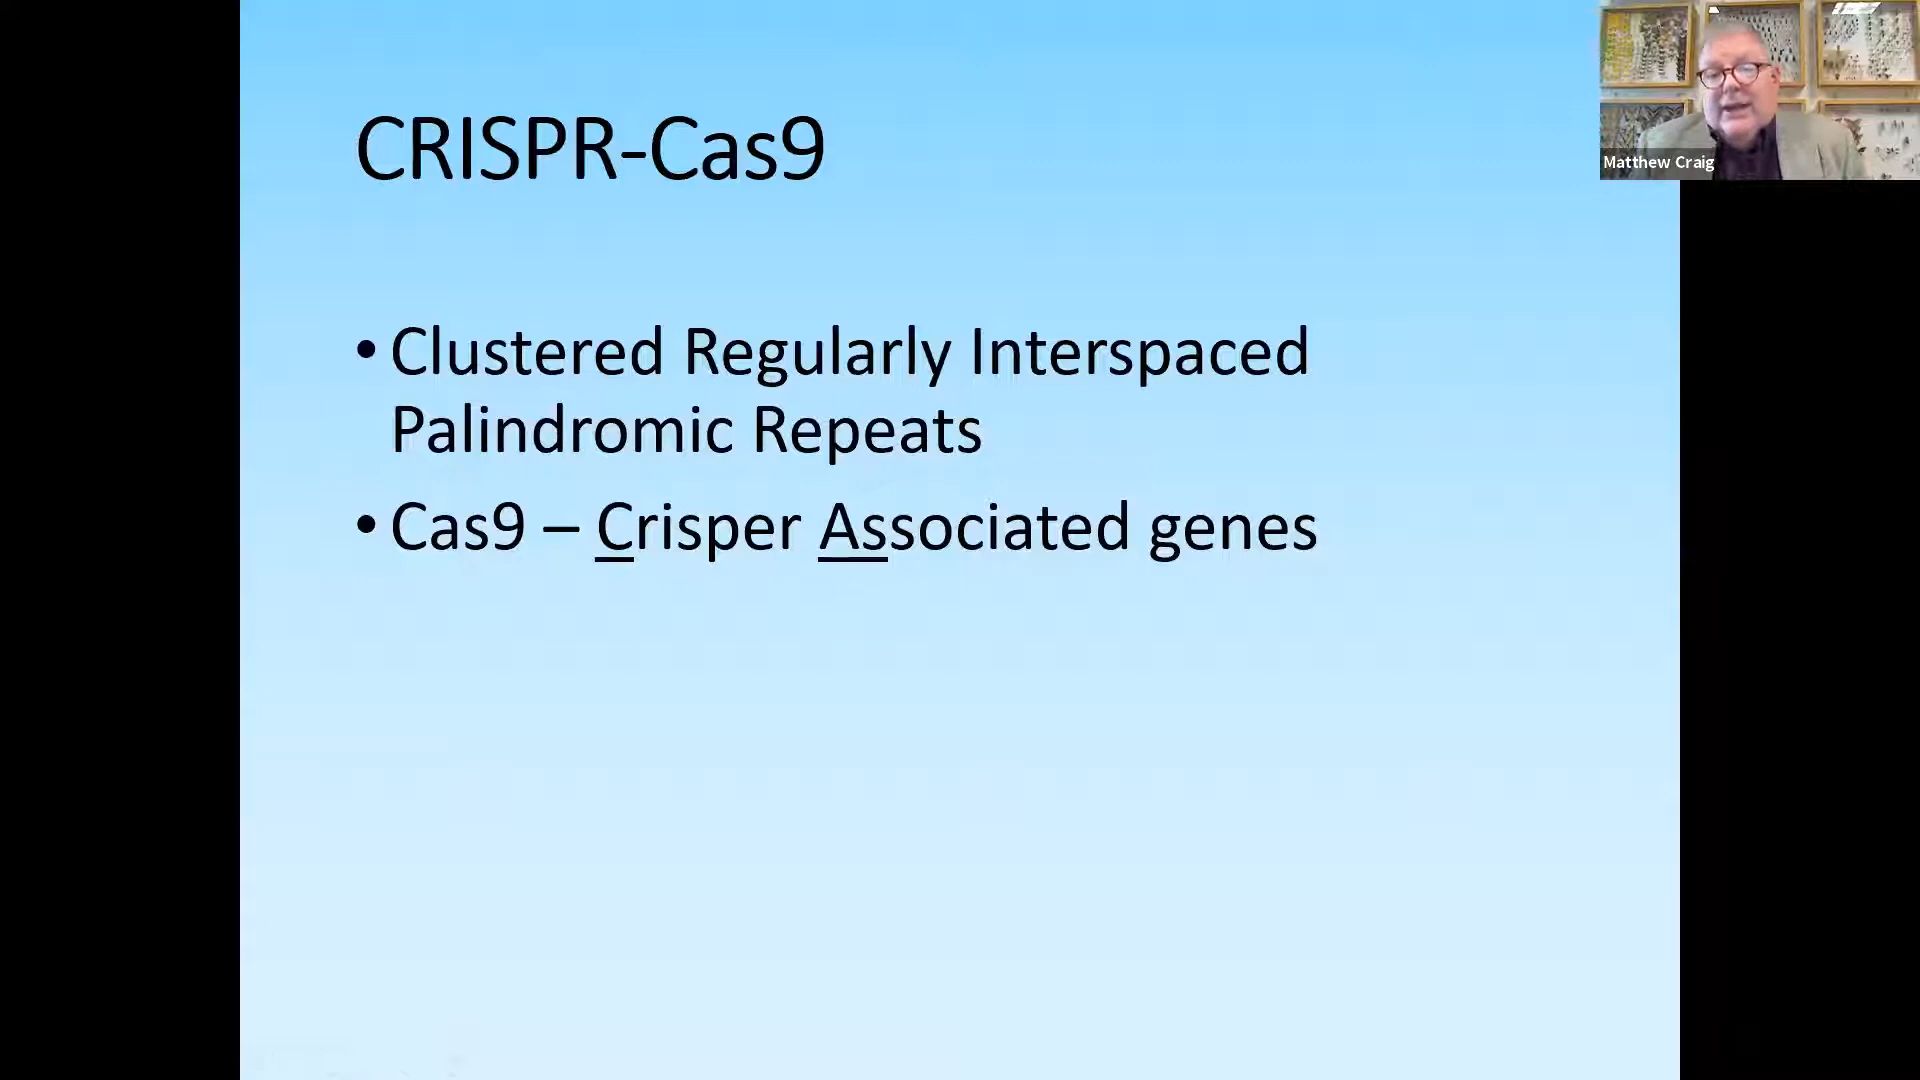 CRISPR-Cas9
• Clustered Regularly Interspaced
Palindromic Repeats
• Cas9 – Crisper Associated genes
Matthew Craig